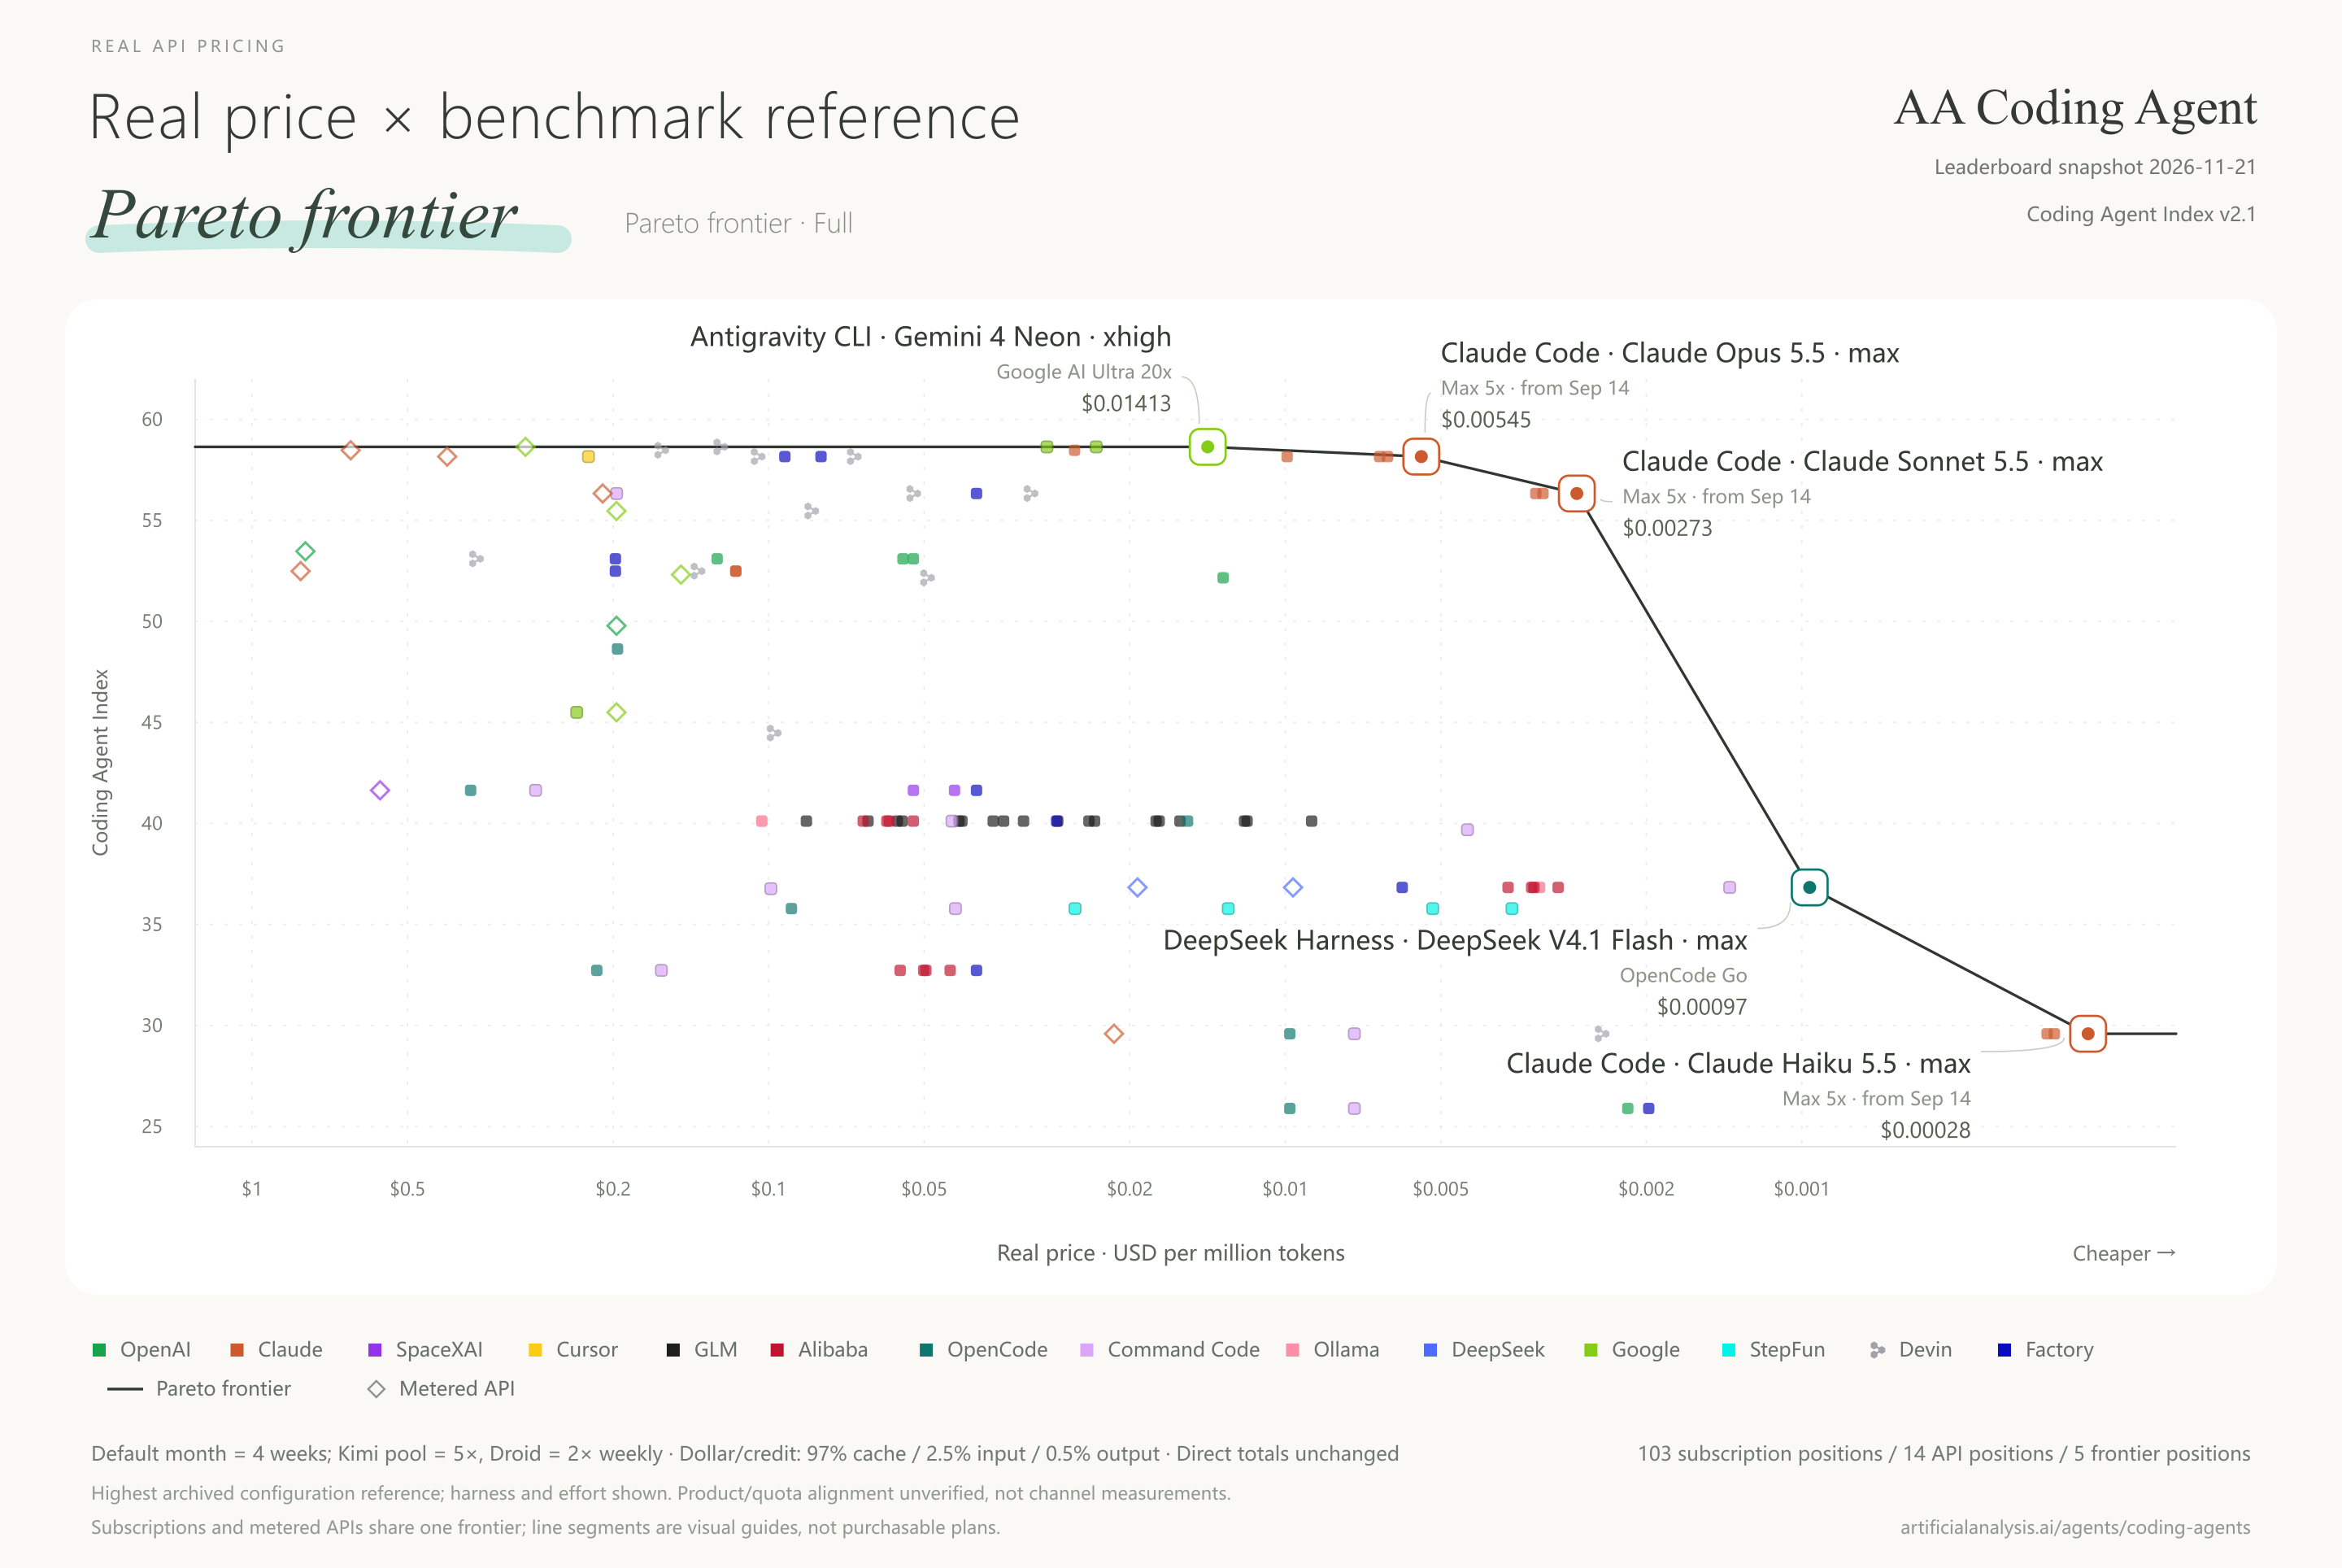 REAL API PRICING
Real price × benchmark reference
Pareto frontier
Pareto frontier · Full
AA Coding Agent
Leaderboard snapshot 2026-11-21
Coding Agent Index v2.1
Antigravity CLI · Gemini 4 Neon · xhigh
Google AI Ultra 20x
$0.01413
Claude Code · Claude Opus 5.5 · max
Max 5x · from Sep 14
$0.00545
Claude Code · Claude Sonnet 5.5 · max
Max 5x · from Sep 14
$0.00273
DeepSeek Harness · DeepSeek V4.1 Flash · max
OpenCode Go
$0.00097
Claude Code · Claude Haiku 5.5 · max
Max 5x · from Sep 14
$0.00028
Coding Agent Index
60
55
50
45
40
35
30
25
$1 $0.5 $0.2 $0.1 $0.05 $0.02 $0.01 $0.005 $0.002 $0.001
Real price · USD per million tokens
Cheaper →
OpenAI Claude SpaceXAI Cursor GLM Alibaba OpenCode Command Code Ollama DeepSeek Google StepFun Devin Factory
Pareto frontier Metered API
Default month = 4 weeks; Kimi pool = 5×, Droid = 2× weekly · Dollar/credit: 97% cache / 2.5% input / 0.5% output · Direct totals unchanged
103 subscription positions / 14 API positions / 5 frontier positions
Highest archived configuration reference; harness and effort shown. Product/quota alignment unverified, not channel measurements.
Subscriptions and metered APIs share one frontier; line segments are visual guides, not purchasable plans.
artificialanalysis.ai/agents/coding-agents